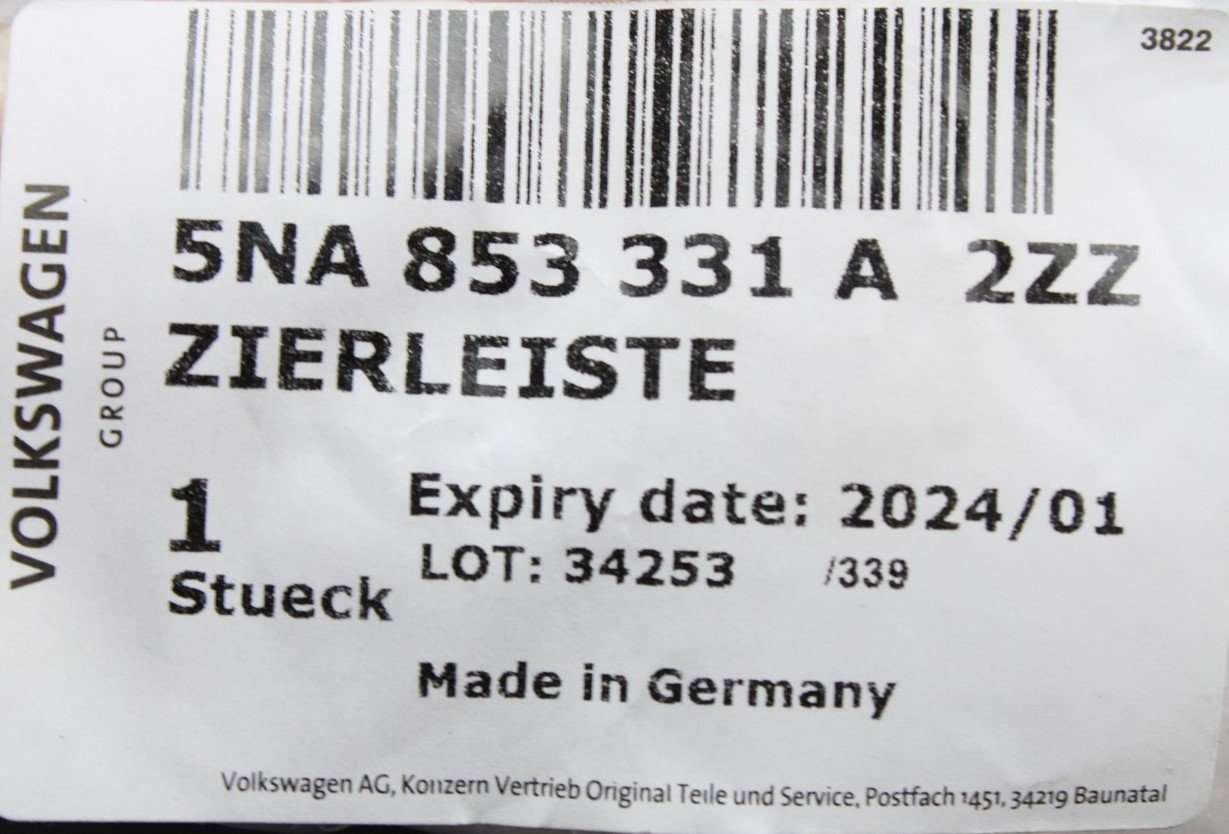 3822
VOLKSWAGEN
GROUP
5NA 853 331 A 2ZZ
ZIERLEISTE
1
Stueck
Expiry date: 2024/01
LOT: 34253 /339
Made in Germany
Volkswagen AG, Konzern Vertrieb Original Teile und Service, Postfach 1451, 34219 Baunatal